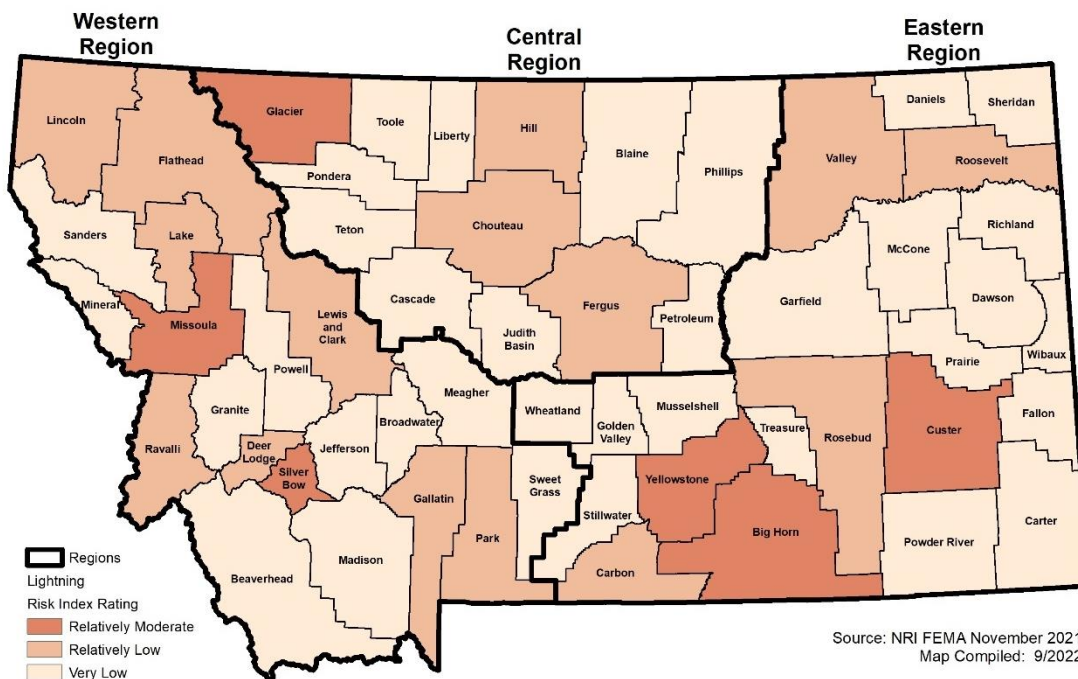 Western
Region
Central
Region
Eastern
Region
Lincoln
Flathead
Glacier
Toole
Liberty
Hill
Blaine
Phillips
Valley
Daniels
Sheridan
Roosevelt
Pondera
Teton
Chouteau
Sanders
Lake
Richland
McCone
Mineral
Missoula
Lewis
and
Clark
Cascade
Judith
Basin
Fergus
Petroleum
Garfield
Dawson
Prairie
Wibaux
Powell
Granite
Ravalli
Deer
Lodge
Silver
Bow
Jefferson
Broadwater
Meagher
Wheatland
Golden
Valley
Musselshell
Treasure
Rosebud
Custer
Fallon
Sweet
Grass
Stillwater
Yellowstone
Big Horn
Powder River
Carter
Gallatin
Park
Carbon
Madison
Beaverhead
Regions
Lightning
Risk Index Rating
Relatively Moderate
Relatively Low
Very Low
Source: NRI FEMA November 2021
Map Compiled: 9/2022